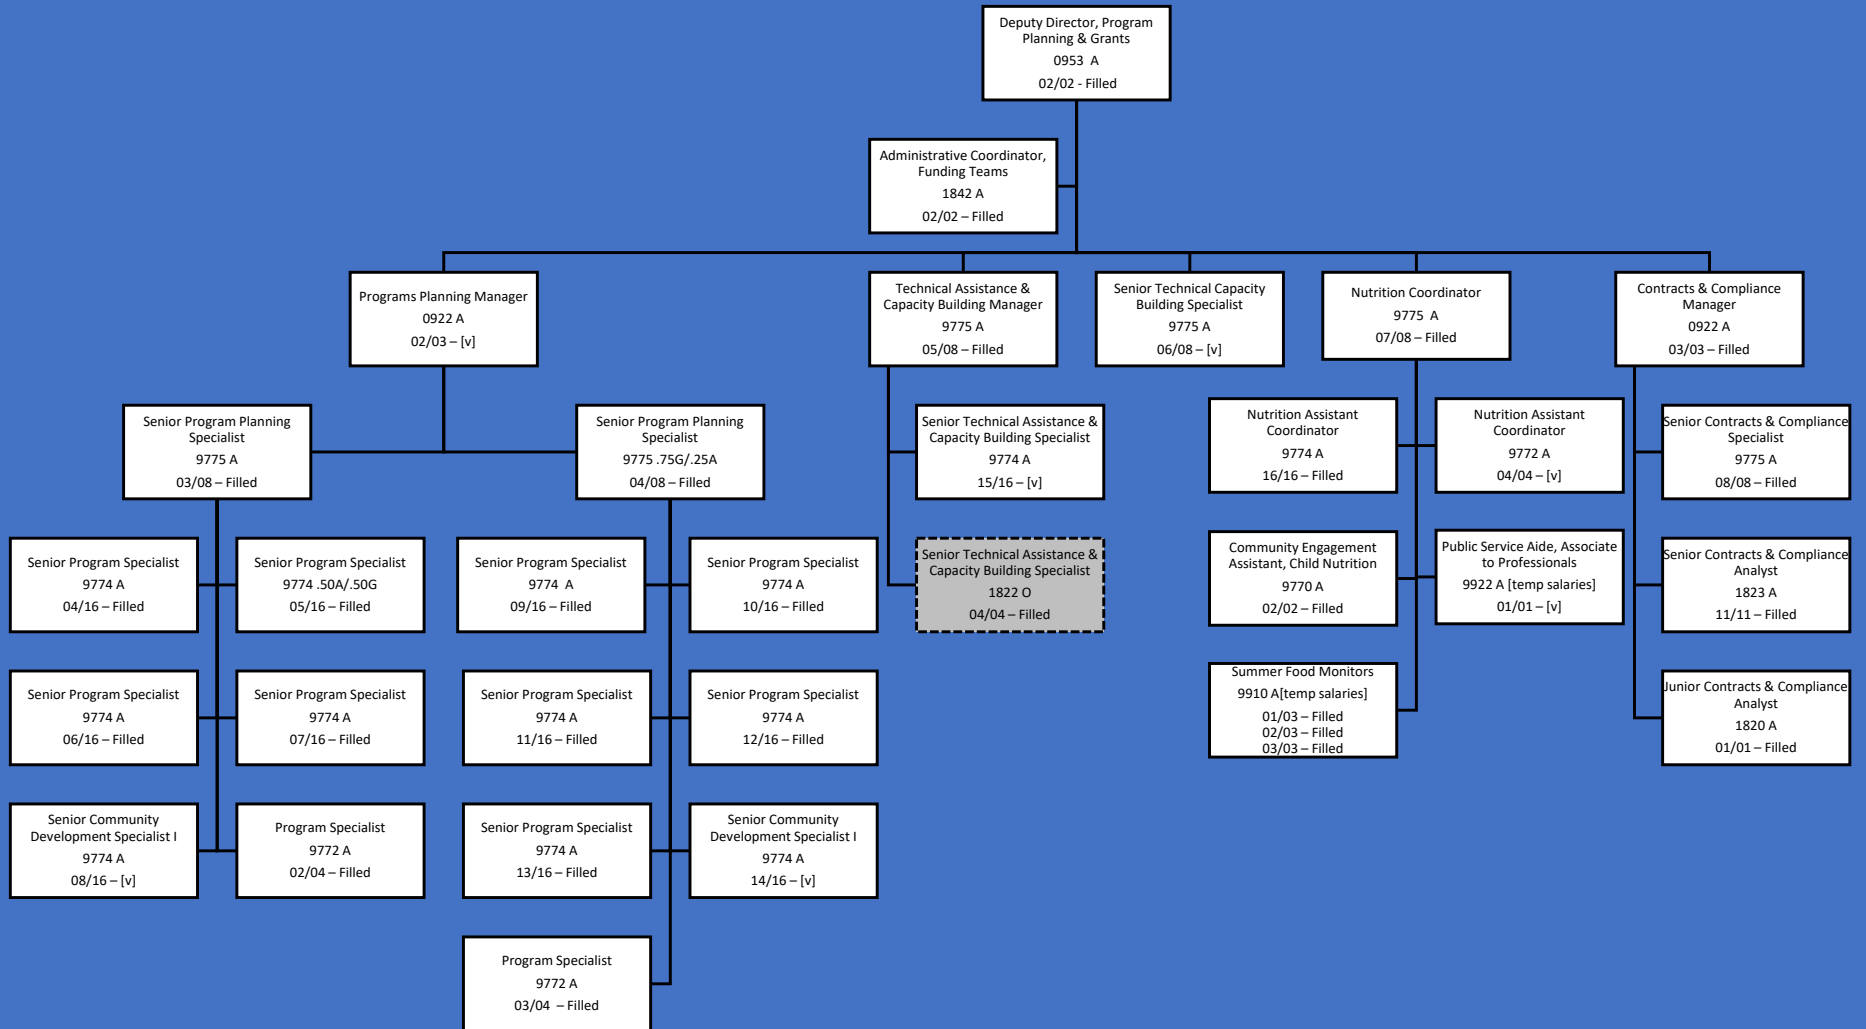 Deputy Director, Program
Planning & Grants
0953 A
02/02 - Filled
Administrative Coordinator,
Funding Teams
1842 A
02/02 – Filled
Programs Planning Manager
0922 A
02/03 – [v]
Technical Assistance &
Capacity Building Manager
9775 A
05/08 – Filled
Senior Technical Capacity
Building Specialist
9775 A
06/08 – [v]
Nutrition Coordinator
9775 A
07/08 – Filled
Contracts & Compliance
Manager
0922 A
03/03 – Filled
Senior Program Planning
Specialist
9775 A
03/08 – Filled
Senior Program Planning
Specialist
9775 .75G/.25A
04/08 – Filled
Senior Technical Assistance &
Capacity Building Specialist
9774 A
15/16 – [v]
Nutrition Assistant
Coordinator
9774 A
16/16 – Filled
Nutrition Assistant
Coordinator
9772 A
04/04 – [v]
Senior Contracts & Compliance
Specialist
9775 A
08/08 – Filled
Senior Program Specialist
9774 A
04/16 – Filled
Senior Program Specialist
9774 .50A/.50G
05/16 – Filled
Senior Program Specialist
9774 A
09/16 – Filled
Senior Program Specialist
9774 A
10/16 – Filled
Senior Technical Assistance &
Capacity Building Specialist
1822 O
04/04 – Filled
Community Engagement
Assistant, Child Nutrition
9770 A
02/02 – Filled
Public Service Aide, Associate
to Professionals
9922 A [temp salaries]
01/01 – [v]
Senior Contracts & Compliance
Analyst
1823 A
11/11 – Filled
Senior Program Specialist
9774 A
06/16 – Filled
Senior Program Specialist
9774 A
07/16 – Filled
Senior Program Specialist
9774 A
11/16 – Filled
Senior Program Specialist
9774 A
12/16 – Filled
Summer Food Monitors
9910 A[temp salaries]
01/03 – Filled
02/03 – Filled
03/03 – Filled
Junior Contracts & Compliance
Analyst
1820 A
01/01 – Filled
Senior Community
Development Specialist I
9774 A
08/16 – [v]
Program Specialist
9772 A
02/04 – Filled
Senior Program Specialist
9774 A
13/16 – Filled
Senior Community
Development Specialist I
9774 A
14/16 – [v]
Program Specialist
9772 A
03/04 – Filled